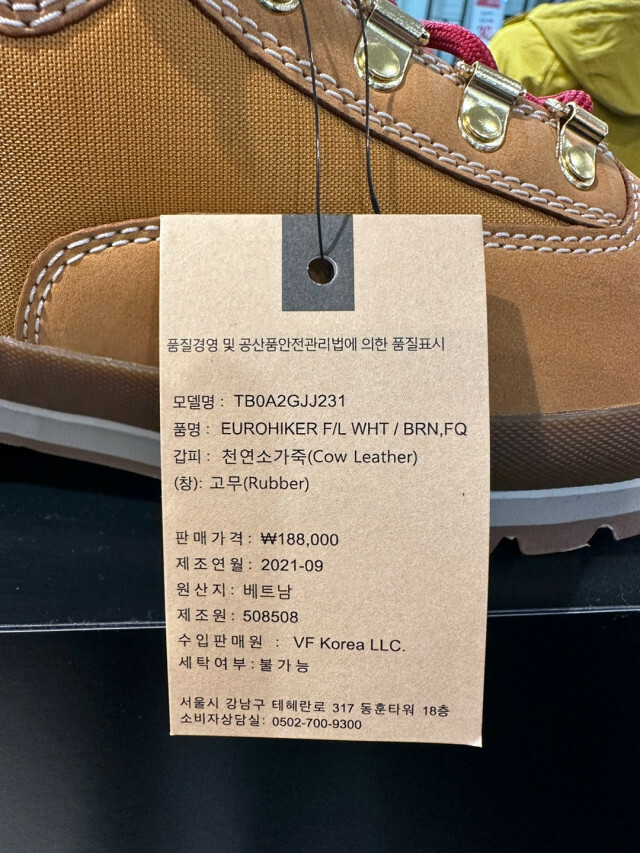 품질경영 및 공산품안전관리법에 의한 품질표시
모델명 : TB0A2GJJ231
품명 : EUROHIKER F/L WHT / BRN,FQ
갑피 : 천연소가죽(Cow Leather)
(창): 고무(Rubber)
판매가격 : ₩188,000
제조연월 : 2021-09
원산지 : 베트남
제조원 : 508508
수입판매원 : VF Korea LLC.
세탁여부 : 불가능
서울시 강남구 테헤란로 317 동훈타워 18층
소비자상담실: 0502-700-9300